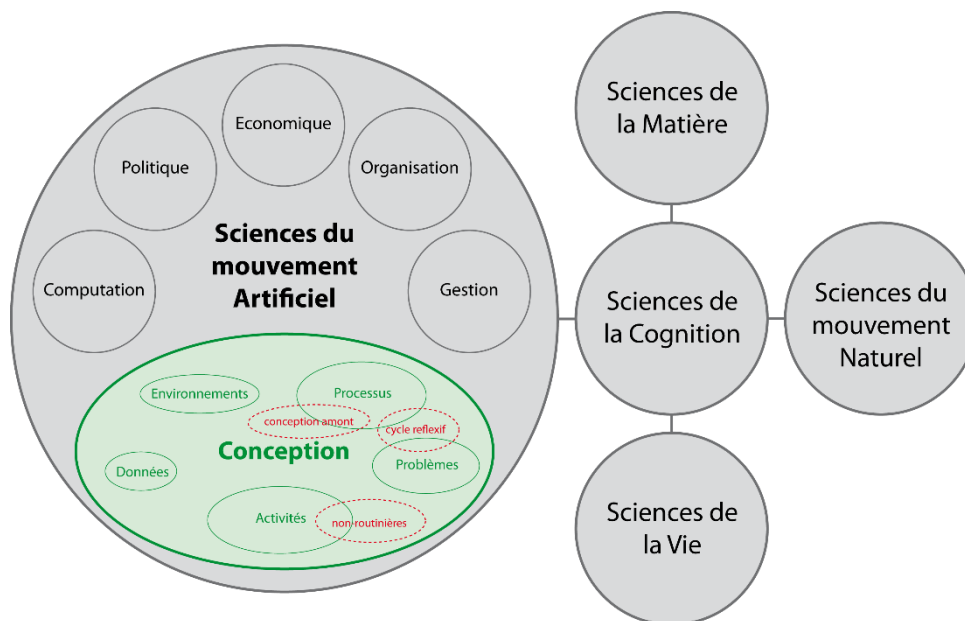 Economique
Politique
Organisation
Sciences du
mouvement
Artificiel
Computation
Gestion
Environnements
Processus
conception amont
cycle reflexif
Conception
Problèmes
Données
Activités
non-routinières
Sciences de
la Matière
Sciences de
la Cognition
Sciences du
mouvement
Naturel
Sciences de
la Vie